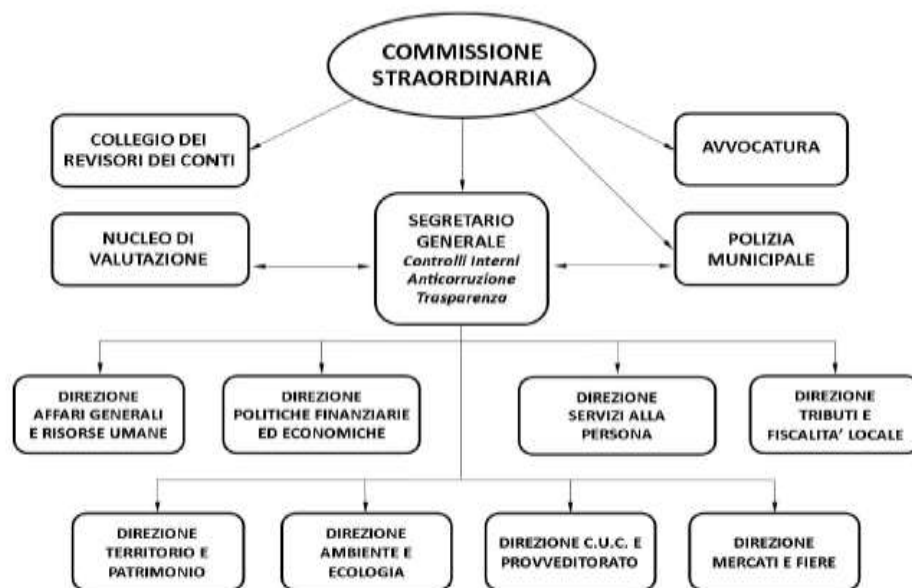 COMMISSIONE
STRAORDINARIA
COLLEGIO DEI
REVISORI DEI CONTI
AVVOCATURA
NUCLEO DI
VALUTAZIONE
SEGRETARIO
GENERALE
Controlli Interni
Anticorruzione
Trasparenza
POLIZIA
MUNICIPALE
DIREZIONE
AFFARI GENERALI
E RISORSE UMANE
DIREZIONE
POLITICHE FINANZIARIE
ED ECONOMICHE
DIREZIONE
SERVIZI ALLA
PERSONA
DIREZIONE
TRIBUTI E
FISCALITA’ LOCALE
DIREZIONE
TERRITORIO E
PATRIMONIO
DIREZIONE
AMBIENTE E
ECOLOGIA
DIREZIONE C.U.C. E
PROVVEDITORATO
DIREZIONE
MERCATI E FIERE